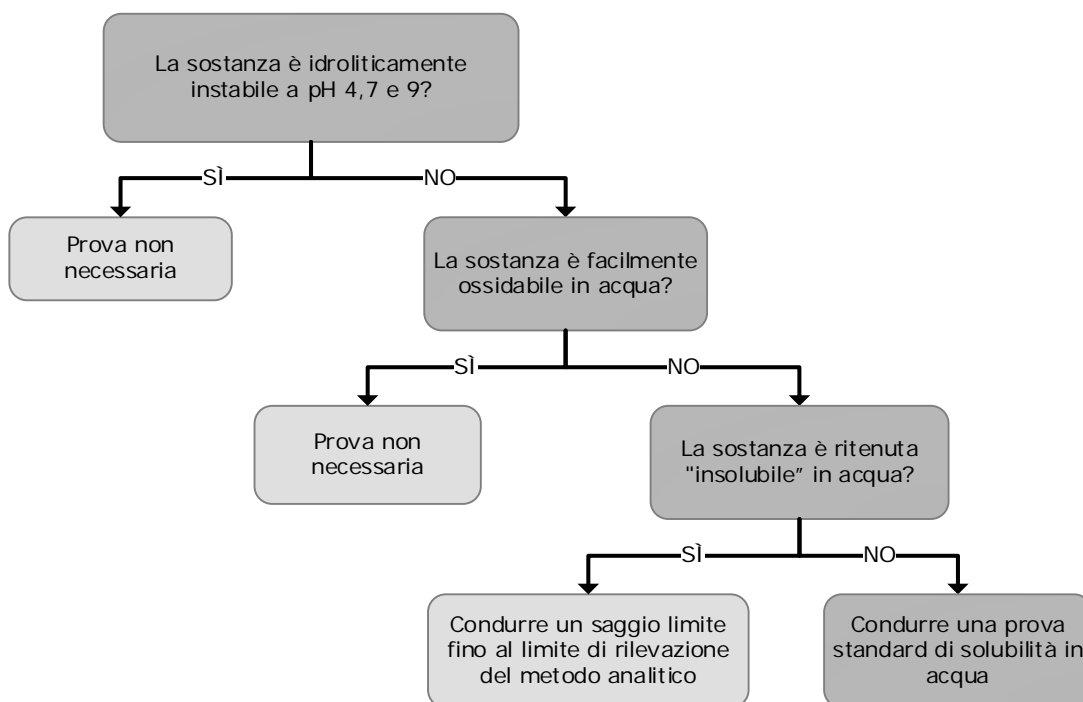 La sostanza è idroliticamente
instabile a pH 4,7 e 9?
SÌ
NO
Prova non
necessaria
La sostanza è facilmente
ossidabile in acqua?
SÌ
NO
Prova non
necessaria
La sostanza è ritenuta
"insolubile” in acqua?
SÌ
NO
Condurre un saggio limite
fino al limite di rilevazione
del metodo analitico
Condurre una prova
standard di solubilità in
acqua